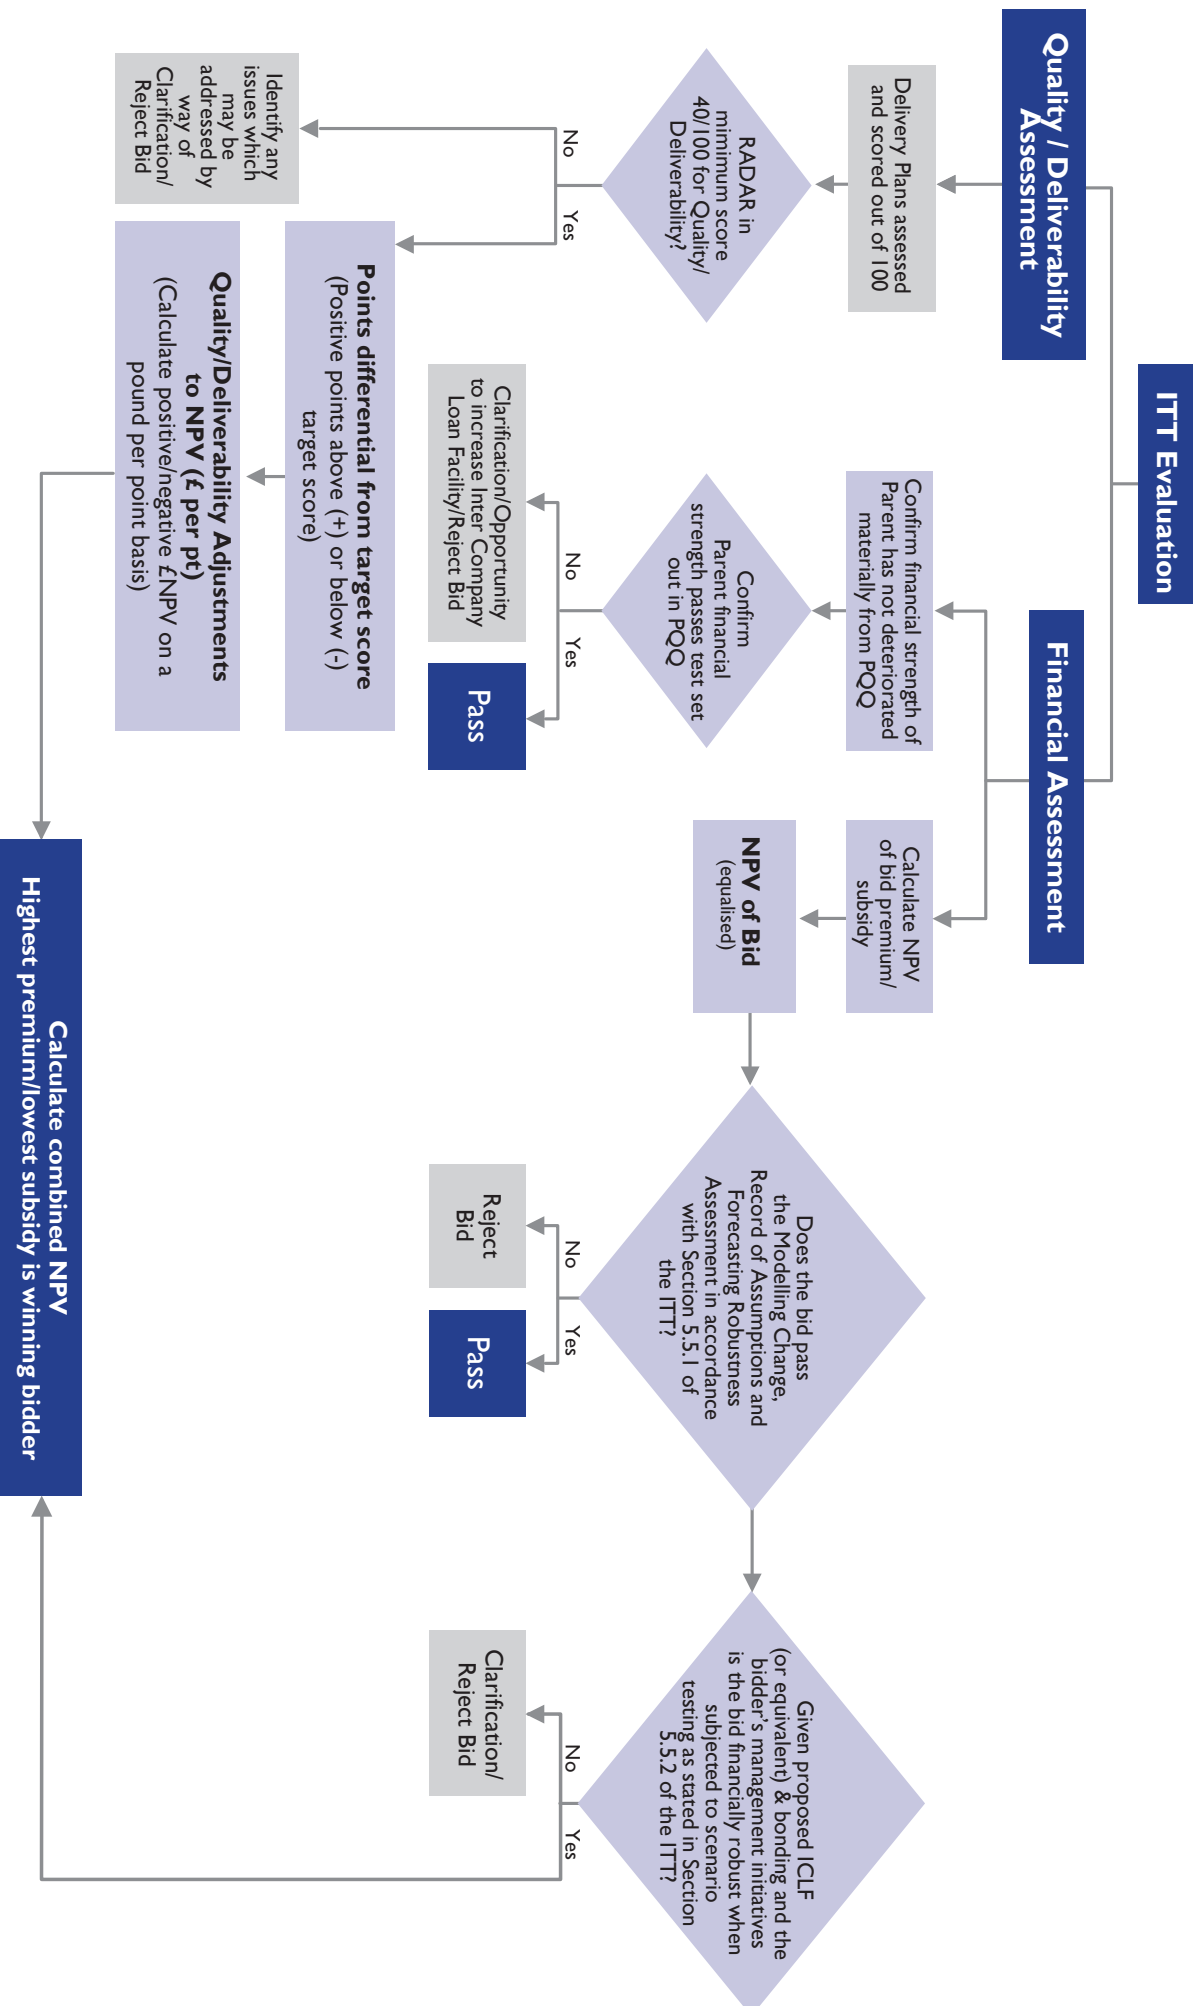 ITT Evaluation
Quality / Deliverability
Assessment
Financial Assessment
Delivery Plans assessed
and scored out of 100
Confirm financial strength of
Parent has not deteriorated
materially from PQQ
Calculate NPV
of bid premium/
subsidy
RADAR in
mimimum score
40/100 for Quality/
Deliverability?
Confirm
Parent financial
strength passes test set
out in PQQ
NPV of Bid
(equalised)
Does the bid pass
the Modelling Change,
Record of Assumptions and
Forecasting Robustness
Assessment in accordance
with Section 5.5.1 of
the ITT?
Given proposed ICLF
(or equivalent) & bonding and the
bidder's management initiatives
is the bid financially robust when
subjected to scenario
testing as stated in Section
5.5.2 of the ITT?
No
Yes
No
Yes
No
Yes
No
Yes
Identify any
issues which
may be
addressed by
way of
Clarification/
Reject Bid
Points differential from target score
(Positive points above (+) or below (-)
target score)
Clarification/Opportunity
to increase Inter Company
Loan Facility/Reject Bid
Pass
Reject
Bid
Pass
Clarification/
Reject Bid
Quality/Deliverability Adjustments
to NPV (£ per pt)
(Calculate positive/negative £NPV on a
pound per point basis)
Calculate combined NPV
Highest premium/lowest subsidy is winning bidder